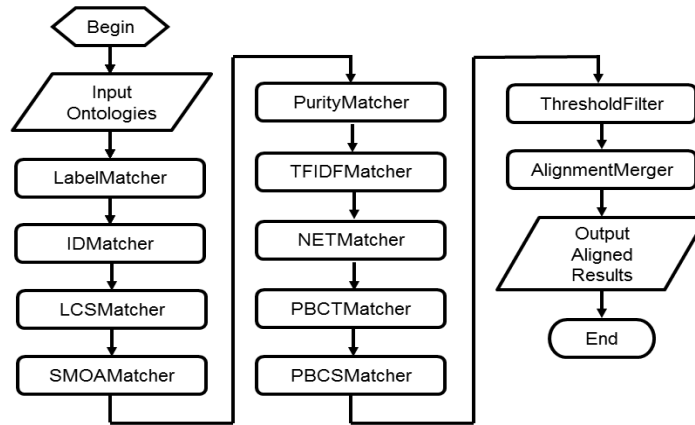 Begin
Input
Ontologies
LabelMatcher
IDMatcher
LCSMatcher
SMOAMatcher
PurityMatcher
TFIDFMatcher
NETMatcher
PBCTMatcher
PBCSMatcher
ThresholdFilter
AlignmentMerger
Output
Aligned
Results
End